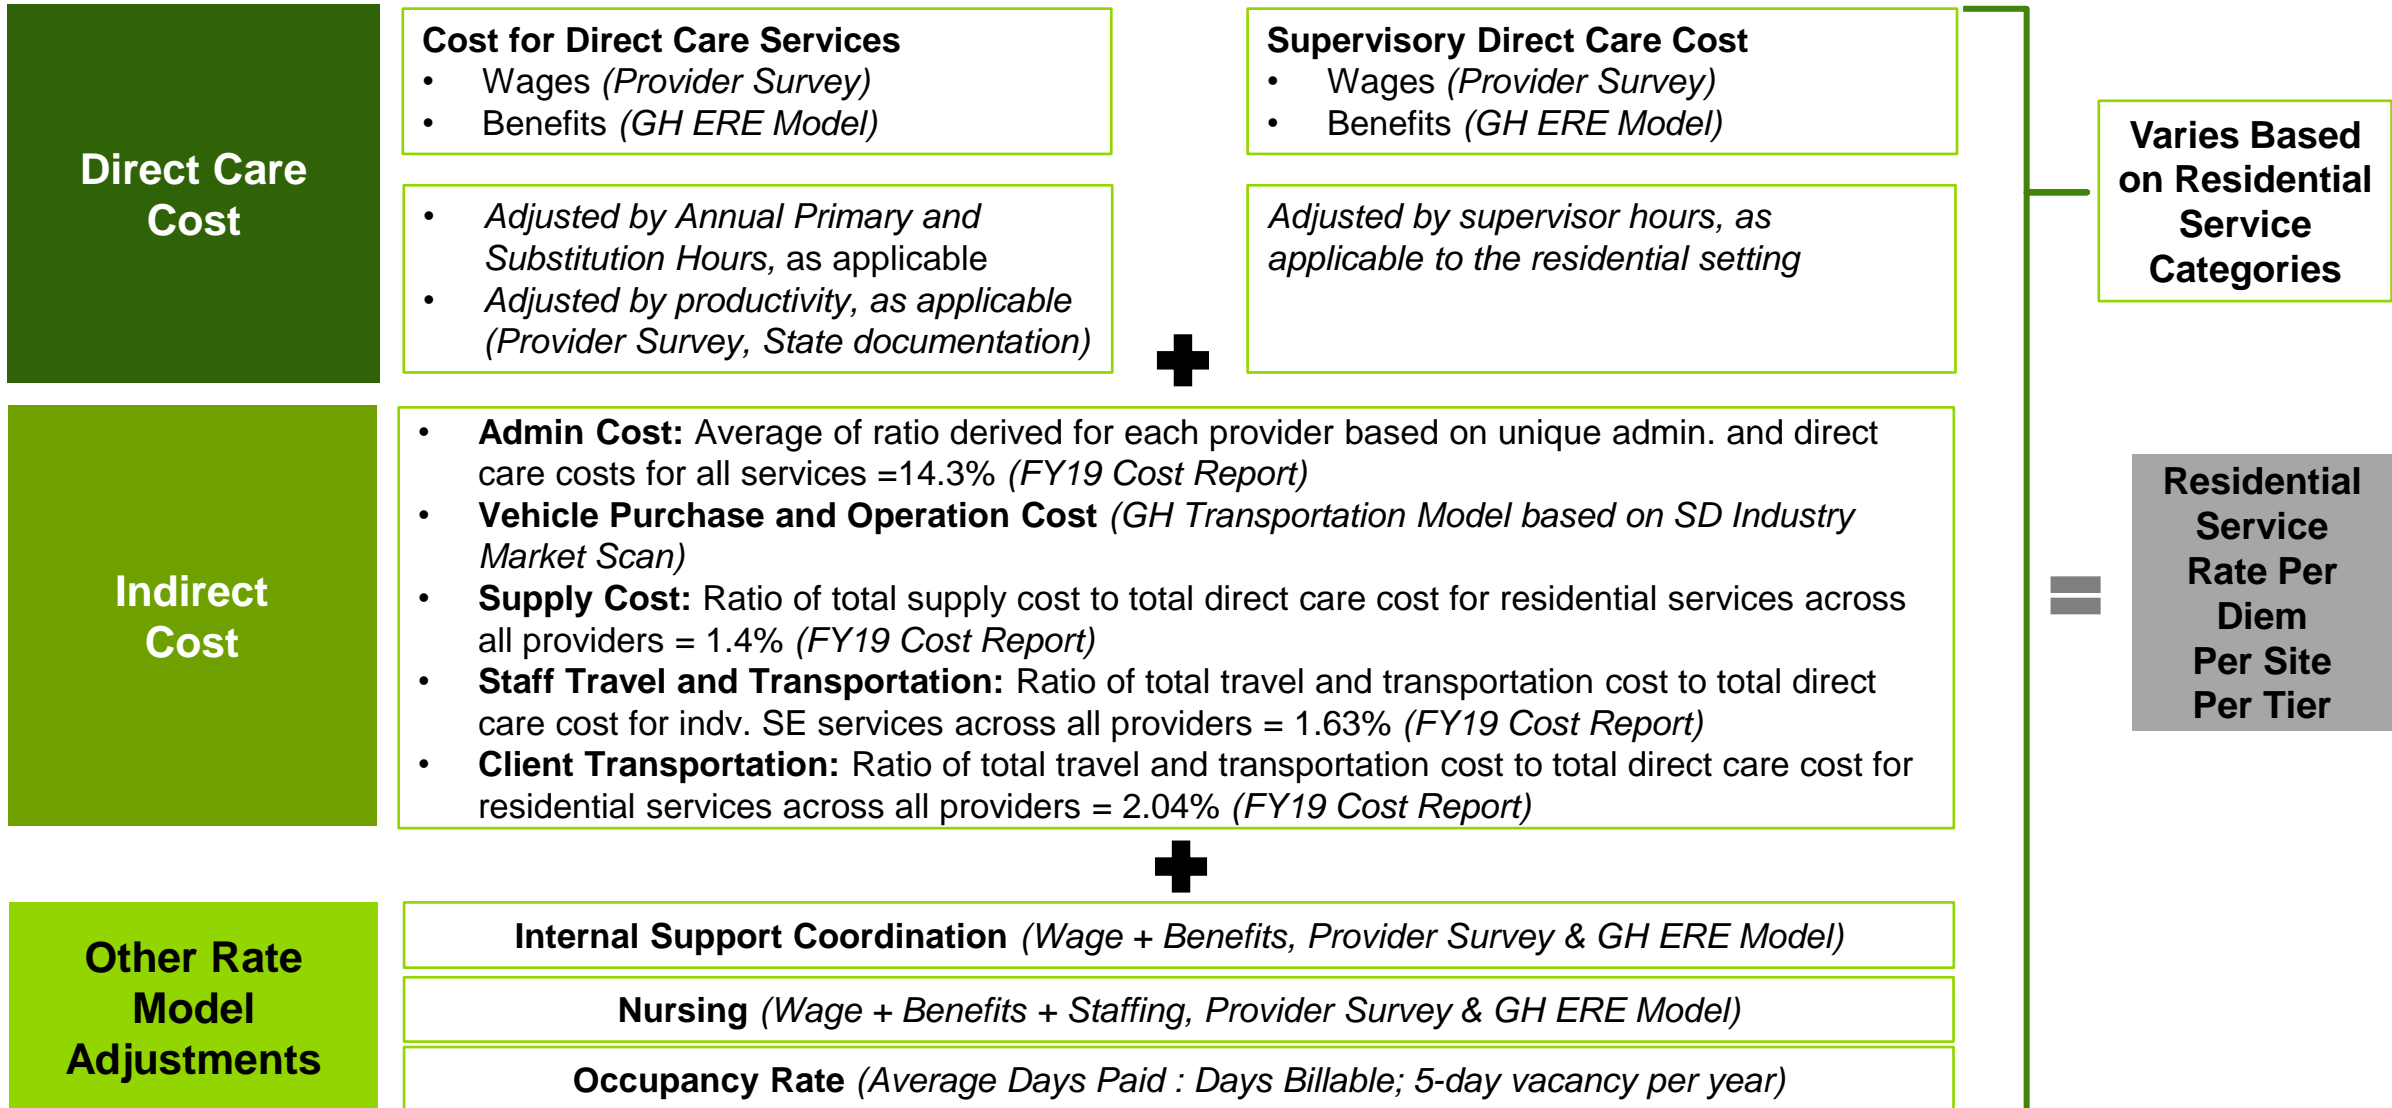 Direct Care
Cost
Cost for Direct Care Services
• Wages (Provider Survey)
• Benefits (GH ERE Model)
• Adjusted by Annual Primary and
Substitution Hours, as applicable
• Adjusted by productivity, as applicable
(Provider Survey, State documentation)
Supervisory Direct Care Cost
• Wages (Provider Survey)
• Benefits (GH ERE Model)
Adjusted by supervisor hours, as
applicable to the residential setting
Varies Based
on Residential
Service
Categories
Indirect
Cost
• Admin Cost: Average of ratio derived for each provider based on unique admin. and direct
care costs for all services =14.3% (FY19 Cost Report)
• Vehicle Purchase and Operation Cost (GH Transportation Model based on SD Industry
Market Scan)
• Supply Cost: Ratio of total supply cost to total direct care cost for residential services across
all providers = 1.4% (FY19 Cost Report)
• Staff Travel and Transportation: Ratio of total travel and transportation cost to total direct
care cost for indv. SE services across all providers = 1.63% (FY19 Cost Report)
• Client Transportation: Ratio of total travel and transportation cost to total direct care cost for
residential services across all providers = 2.04% (FY19 Cost Report)
Residential
Service
Rate Per
Diem
Per Site
Per Tier
Other Rate
Model
Adjustments
Internal Support Coordination (Wage + Benefits, Provider Survey & GH ERE Model)
Nursing (Wage + Benefits + Staffing, Provider Survey & GH ERE Model)
Occupancy Rate (Average Days Paid : Days Billable; 5-day vacancy per year)